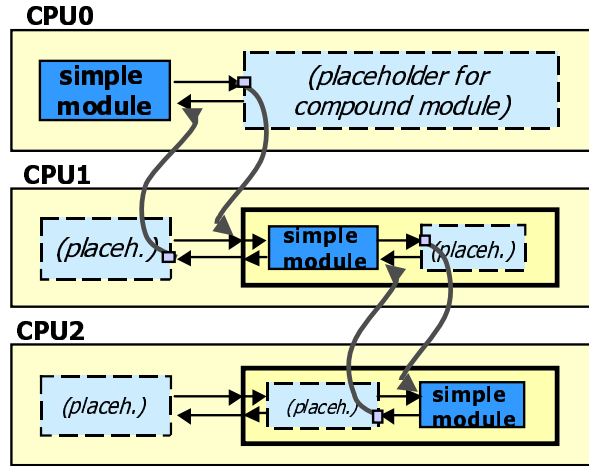 CPU0
simple
module
(placeholder for
compound module)
CPU1
(placeh.)
simple
module
(placeh.)
CPU2
(placeh.)
(placeh.)
simple
module